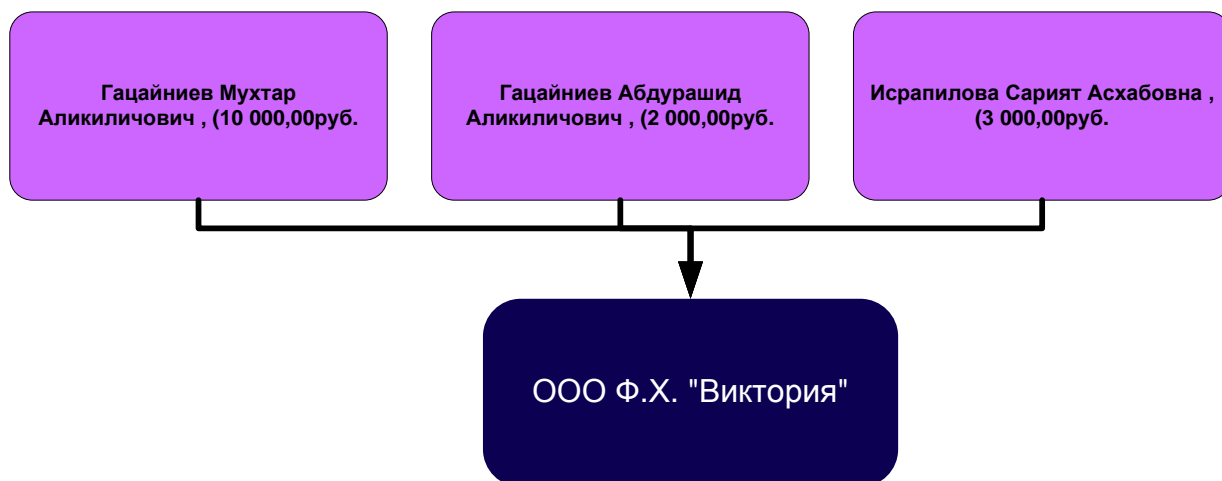 Гацайниев Мухтар
Аликиличович , (10 000,00руб.
Гацайниев Абдурашид
Аликиличович , (2 000,00руб.
Исрапилова Сарият Асхабовна ,
(3 000,00руб.
ООО Ф.Х. "Виктория"